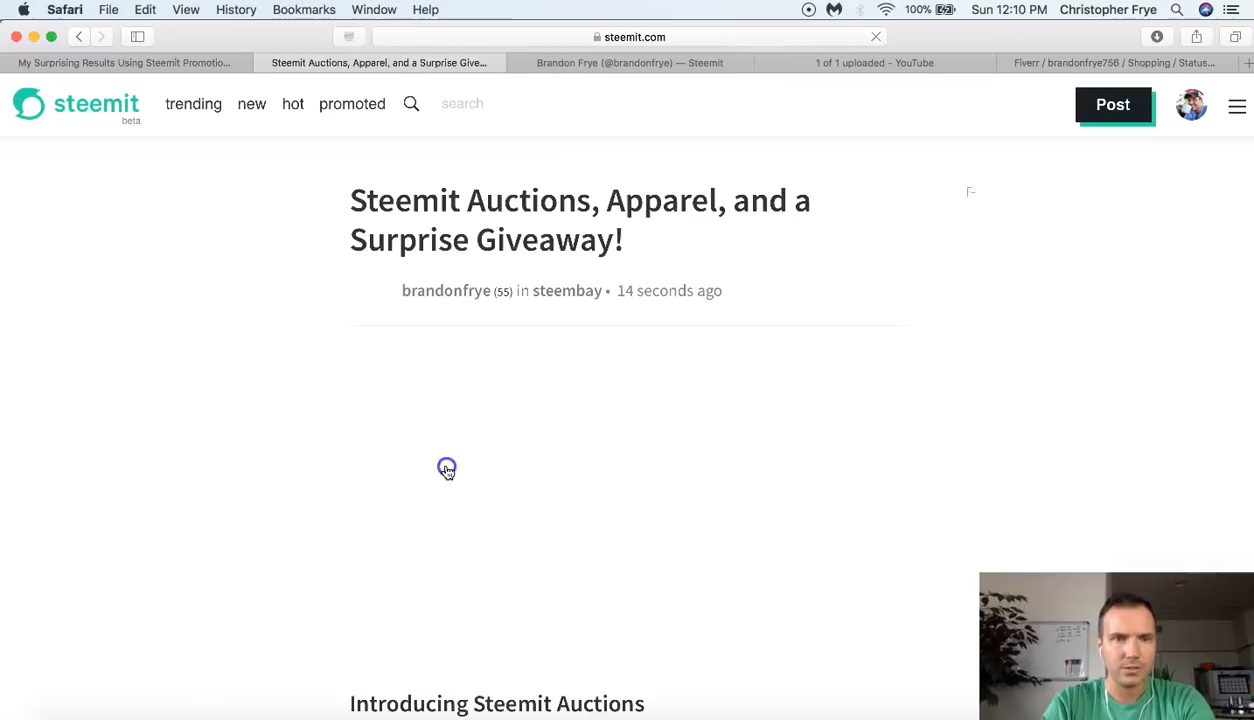 Safari File Edit View History Bookmarks Window Help 100% Sun 12:10 PM Christopher Frye
steemit.com
My Surprising Results Using Steemit Promotio... Steemit Auctions, Apparel, and a Surprise Give... Brandon Frye (@brandonfrye) — Steemit 1 of 1 uploaded - YouTube Fiverr / brandonfrye756 / Shopping / Status...
steemit trending new hot promoted search Post
beta
Steemit Auctions, Apparel, and a
Surprise Giveaway!
brandonfrye (55) in steembay • 14 seconds ago
Introducing Steemit Auctions